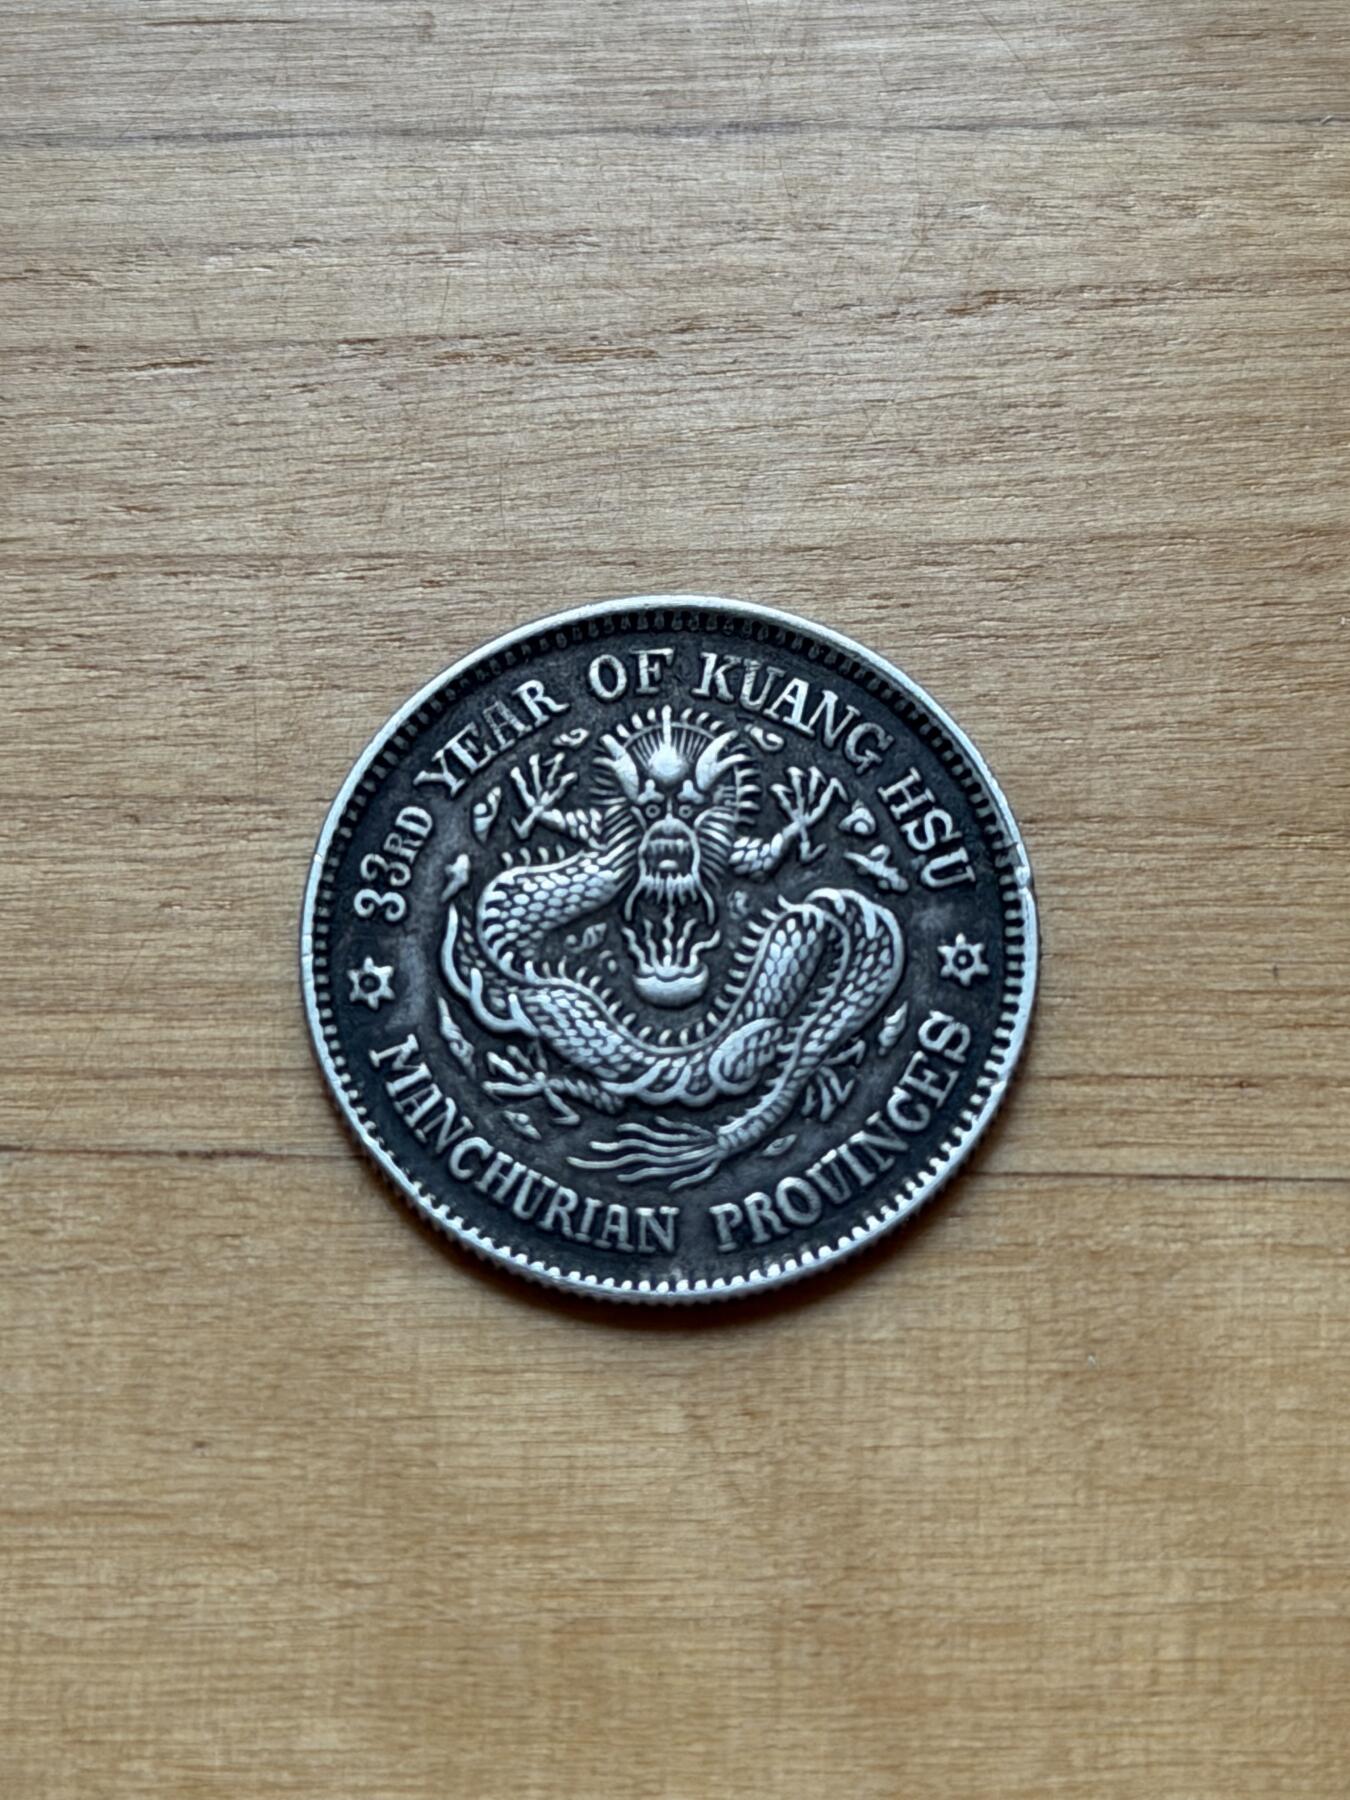 33RD YEAR OF KUANG HSU
MANCHURIAN PROVINCES